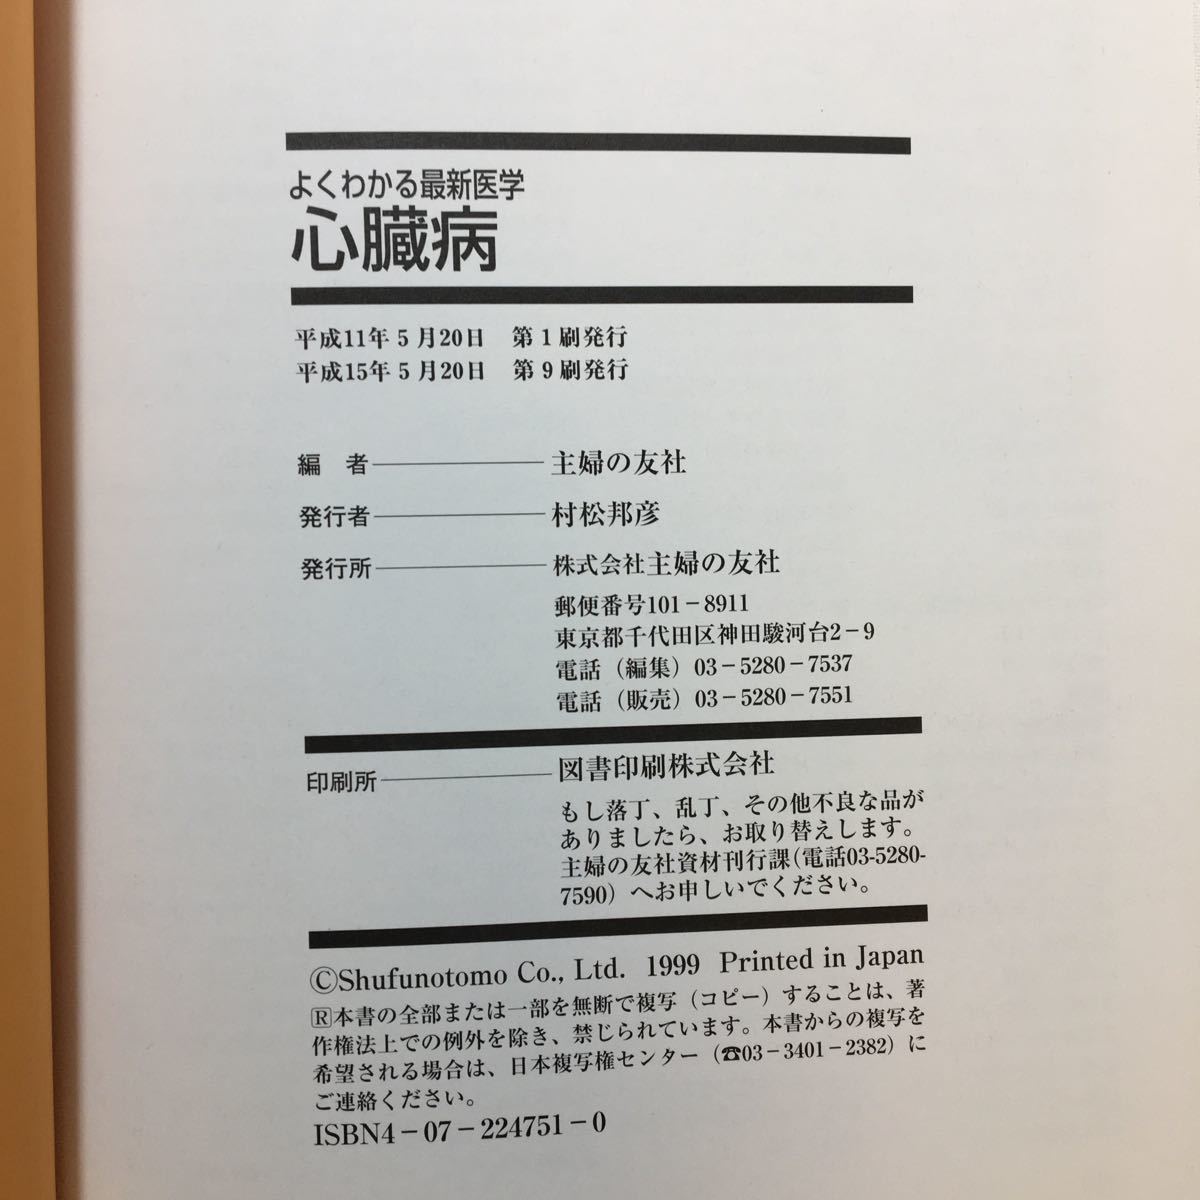 よくわかる最新医学
心臓病
平成11年5月20日 第1刷発行
平成15年5月20日 第9刷発行
編 者 主婦の友社
発行者 村松邦彦
発行所 株式会社主婦の友社
郵便番号101-8911
東京都千代田区神田駿河台2-9
電話（編集）03-5280-7537
電話（販売）03-5280-7551
印刷所 図書印刷株式会社
もし落丁、乱丁、その他不良な品が
ありましたら、お取り替えします。
主婦の友社資材刊行課(電話03-5280-
7590）へお申しいでください。
©Shufunotomo Co., Ltd. 1999 Printed in Japan
Ⓡ本書の全部または一部を無断で複写（コピー）することは、著
作権法上での例外を除き、禁じられています。本書からの複写を
希望される場合は、日本複写権センター（☎03-3401-2382）に
ご連絡ください。
ISBN4-07-224751-0